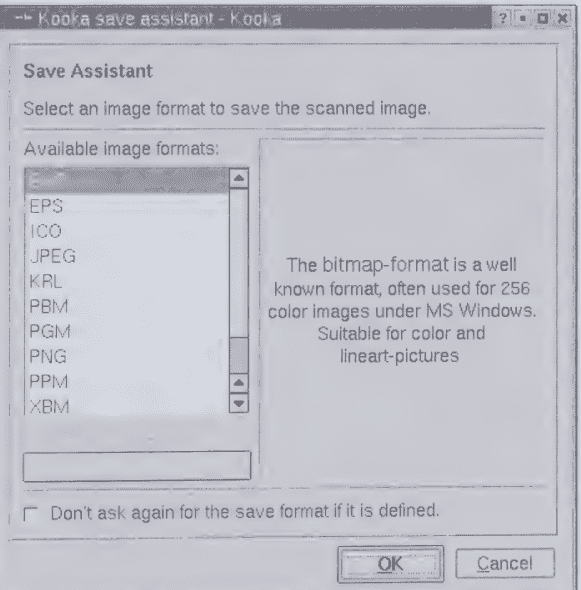 Kooka save assistant - Kooka
Save Assistant
Select an image format to save the scanned image.
Available image formats:
EPS
ICO
JPEG
KRL
PBM
PGM
PNG
PPM
XBM
The bitmap-format is a well
known format, often used for 256
color images under MS Windows.
Suitable for color and
lineart-pictures
Don't ask again for the save format if it is defined.
OK
Cancel